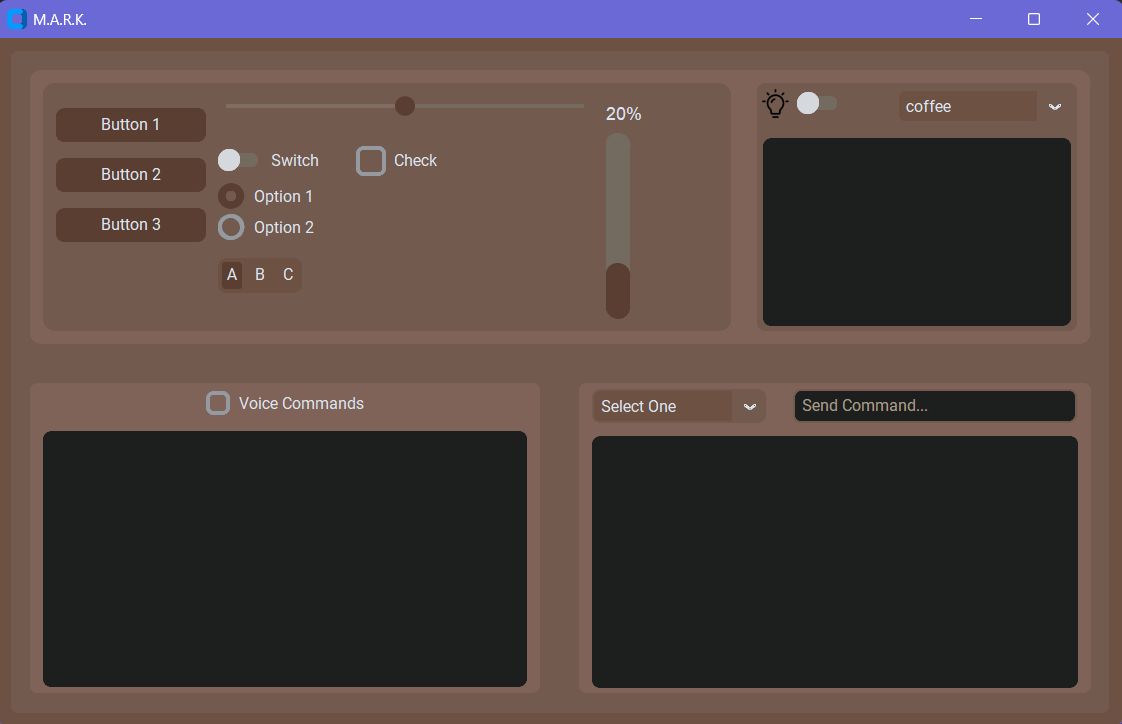 M.A.R.K.
Button 1
Button 2
Button 3
Switch
Check
Option 1
Option 2
A B C
20%
coffee
Voice Commands
Select One
Send Command...